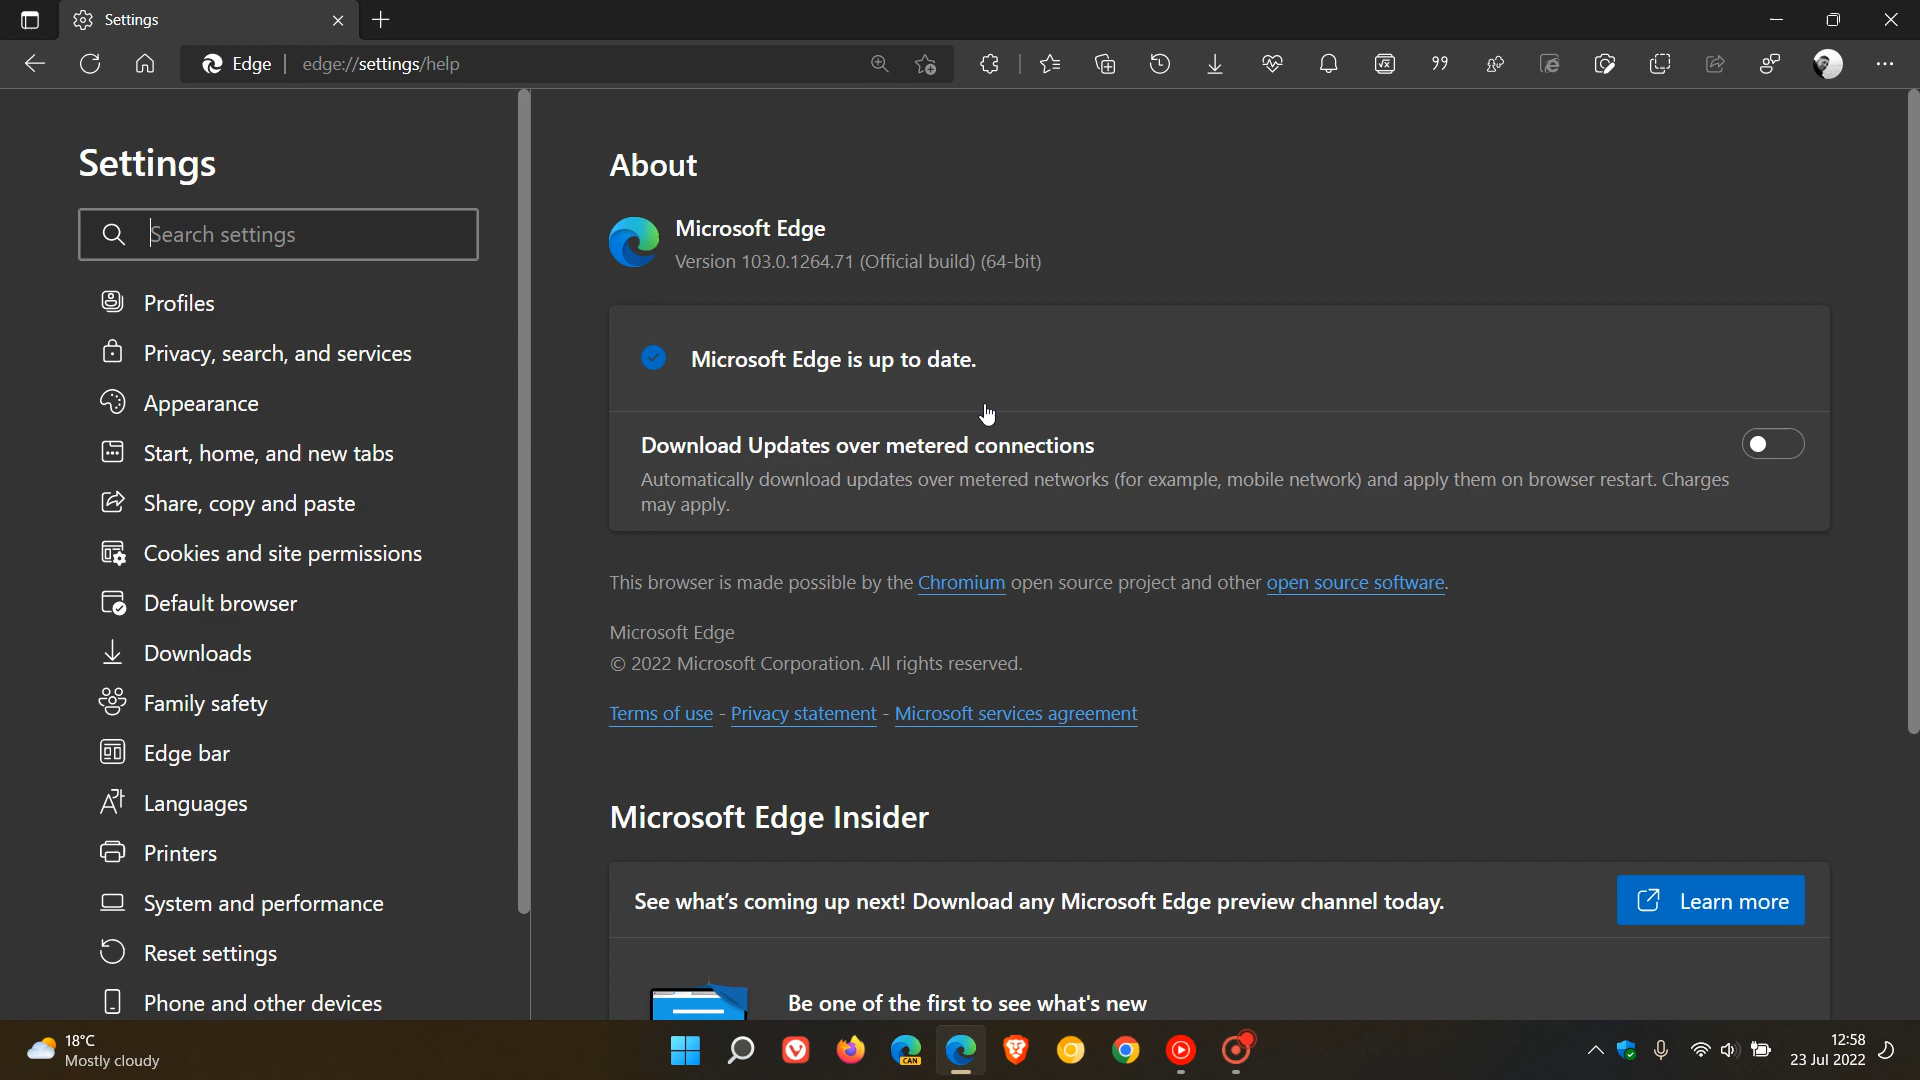 Settings
Edge
edge://settings/help
Settings
Search settings
Profiles
Privacy, search, and services
Appearance
Start, home, and new tabs
Share, copy and paste
Cookies and site permissions
Default browser
Downloads
Family safety
Edge bar
Languages
Printers
System and performance
Reset settings
Phone and other devices
About
Microsoft Edge
Version 103.0.1264.71 (Official build) (64-bit)
Microsoft Edge is up to date.
Download Updates over metered connections
Automatically download updates over metered networks (for example, mobile network) and apply them on browser restart. Charges
may apply.
This browser is made possible by the Chromium open source project and other open source software.
Microsoft Edge
© 2022 Microsoft Corporation. All rights reserved.
Terms of use - Privacy statement - Microsoft services agreement
Microsoft Edge Insider
See what's coming up next! Download any Microsoft Edge preview channel today.
Learn more
Be one of the first to see what's new
18°C
Mostly cloudy
CAN
12:58
23 Jul 2022